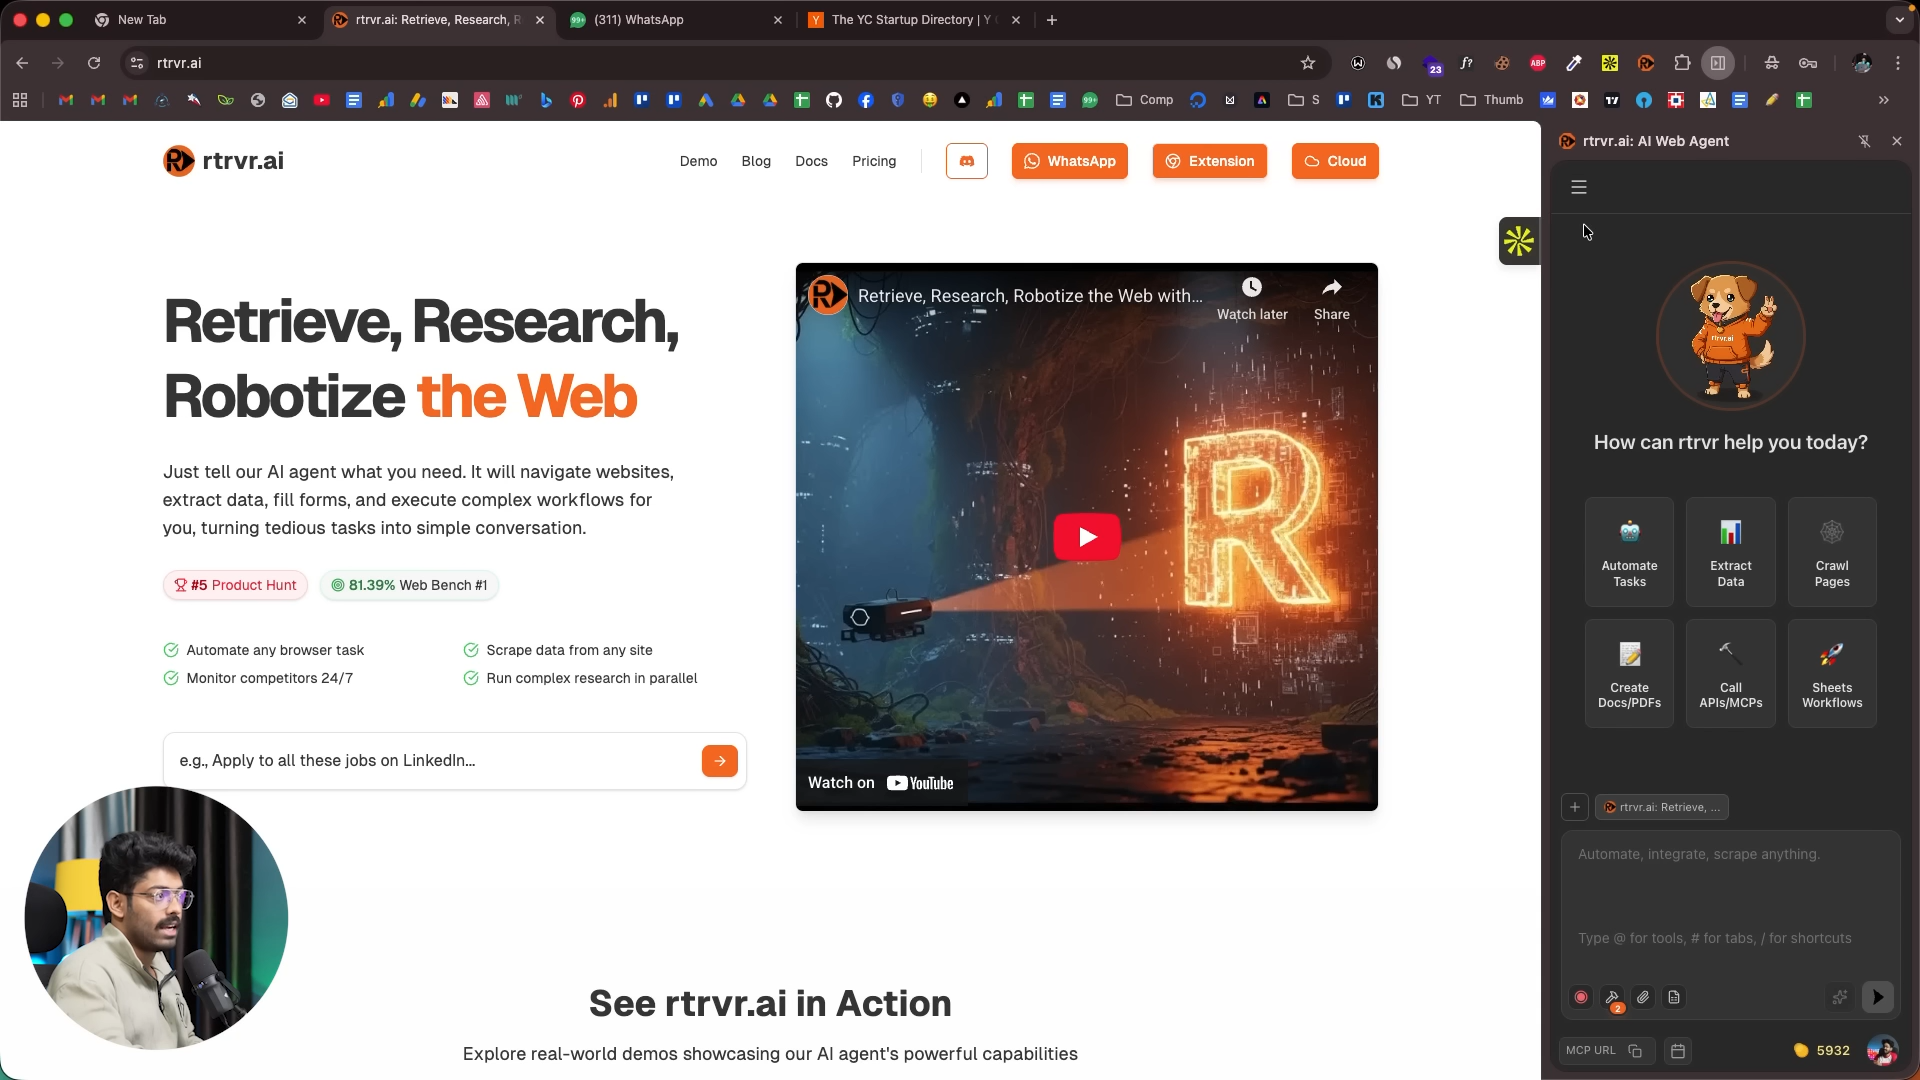 New Tab
rtrvr.ai: Retrieve, Research, R
(311) WhatsApp
The YC Startup Directory | Y
rtrvr.ai
23
ABP
Comp
S
YT
Thumb
rtrvr.ai
Demo
Blog
Docs
Pricing
WhatsApp
Extension
Cloud
Retrieve, Research,
Robotize the Web
Just tell our AI agent what you need. It will navigate websites,
extract data, fill forms, and execute complex workflows for
you, turning tedious tasks into simple conversation.
#5 Product Hunt
81.39% Web Bench #1
Automate any browser task
Scrape data from any site
Monitor competitors 24/7
Run complex research in parallel
e.g., Apply to all these jobs on LinkedIn...
Retrieve, Research, Robotize the Web with...
Watch later
Share
R
Watch on YouTube
See rtrvr.ai in Action
Explore real-world demos showcasing our AI agent's powerful capabilities
rtrvr.ai: AI Web Agent
rtrvr.ai
How can rtrvr help you today?
Automate
Tasks
Extract
Data
Crawl
Pages
Create
Docs/PDFs
Call
APIs/MCPs
Sheets
Workflows
rtrvr.ai: Retrieve, ...
Automate, integrate, scrape anything.
Type @ for tools, # for tabs, / for shortcuts
2
MCP URL
5932